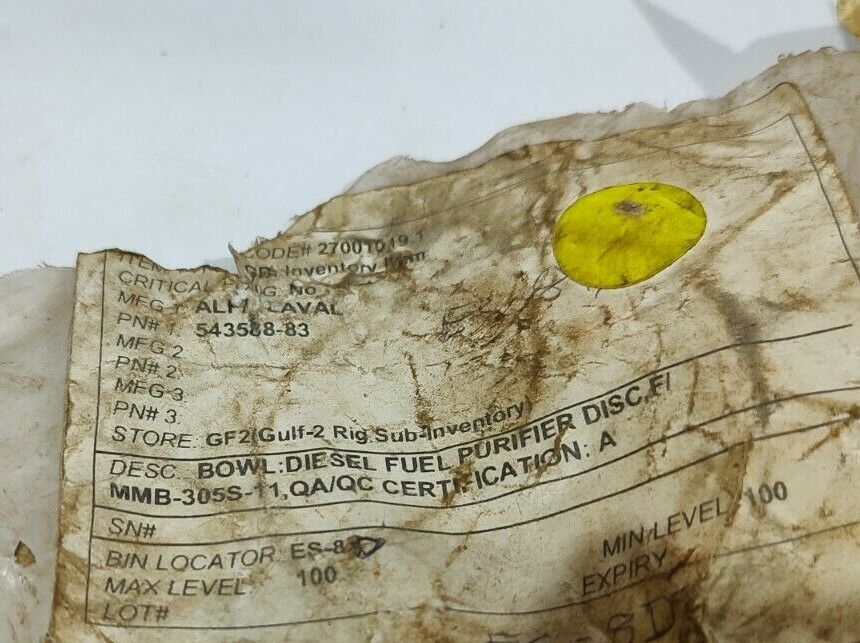 CODE# 27001019.1
Inventory
CRITICAL No
MFG ALFA LAVAL
PN# 1. 543588-83
MFG 2
PN# 2.
MFG 3
PN# 3.
STORE: GF2(Gulf-2 Rig Sub-Inventory)
DESC: BOWL:DIESEL FUEL PURIFIER DISC,F/
MMB-305S-11,QA/QC CERTIFICATION: A
SN#
BIN LOCATOR: ES-8 D
MAX LEVEL: 100 MIN LEVEL: 100
LOT# EXPIRY
8D